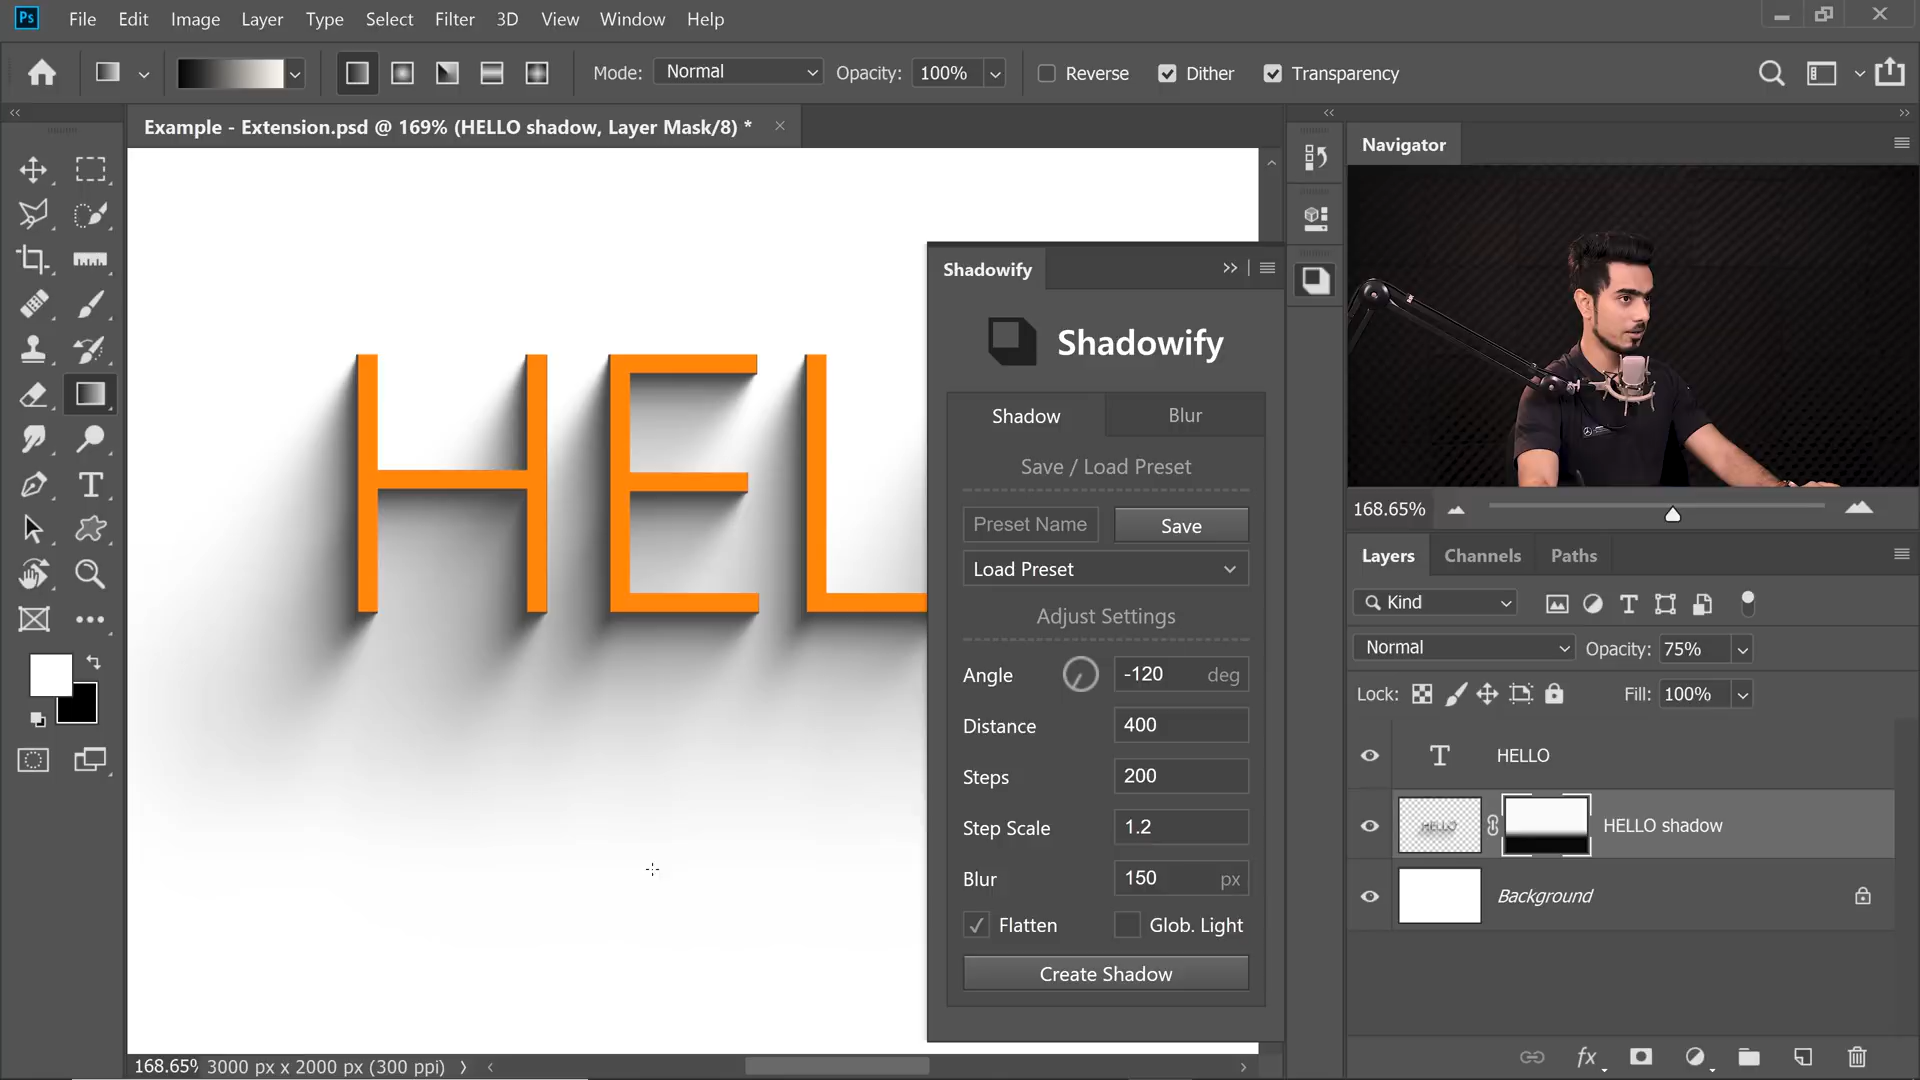 Ps File Edit Image Layer Type Select Filter 3D View Window Help
Mode: Normal Opacity: 100% Reverse Dither Transparency
Example - Extension.psd @ 169% (HELLO shadow, Layer Mask/8) *
Navigator
HEL
Shadowify
Shadowify
Shadow Blur
Save / Load Preset
Preset Name Save
Load Preset
Adjust Settings
Angle -120 deg
Distance 400
Steps 200
Step Scale 1.2
Blur 150 px
Flatten Glob. Light
Create Shadow
168.65%
Layers Channels Paths
Kind
Normal Opacity: 75%
Lock: Fill: 100%
T HELLO
HELLO HELLO shadow
Background
fx
168.65% 3000 px x 2000 px (300 ppi)